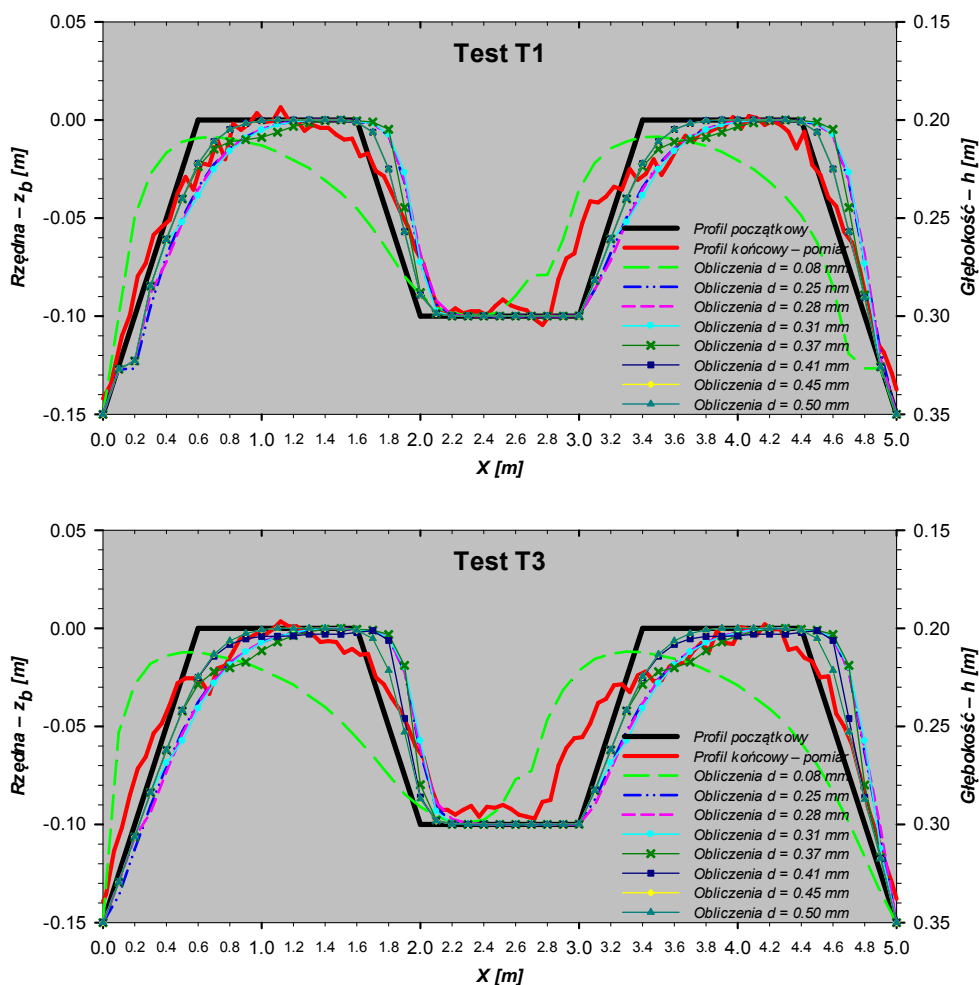 Test T1
0.05
0.00
-0.05
-0.10
-0.15
Rzędna – z_b [m]
0.15
0.20
0.25
0.30
0.35
Głębokość – h [m]
Profil początkowy
Profil końcowy – pomiar
Obliczenia d = 0.08 mm
Obliczenia d = 0.25 mm
Obliczenia d = 0.28 mm
Obliczenia d = 0.31 mm
Obliczenia d = 0.37 mm
Obliczenia d = 0.41 mm
Obliczenia d = 0.45 mm
Obliczenia d = 0.50 mm
0.0 0.2 0.4 0.6 0.8 1.0 1.2 1.4 1.6 1.8 2.0 2.2 2.4 2.6 2.8 3.0 3.2 3.4 3.6 3.8 4.0 4.2 4.4 4.6 4.8 5.0
X [m]
Test T3
0.05
0.00
-0.05
-0.10
-0.15
Rzędna – z_b [m]
0.15
0.20
0.25
0.30
0.35
Głębokość – h [m]
Profil początkowy
Profil końcowy – pomiar
Obliczenia d = 0.08 mm
Obliczenia d = 0.25 mm
Obliczenia d = 0.28 mm
Obliczenia d = 0.31 mm
Obliczenia d = 0.37 mm
Obliczenia d = 0.41 mm
Obliczenia d = 0.45 mm
Obliczenia d = 0.50 mm
0.0 0.2 0.4 0.6 0.8 1.0 1.2 1.4 1.6 1.8 2.0 2.2 2.4 2.6 2.8 3.0 3.2 3.4 3.6 3.8 4.0 4.2 4.4 4.6 4.8 5.0
X [m]